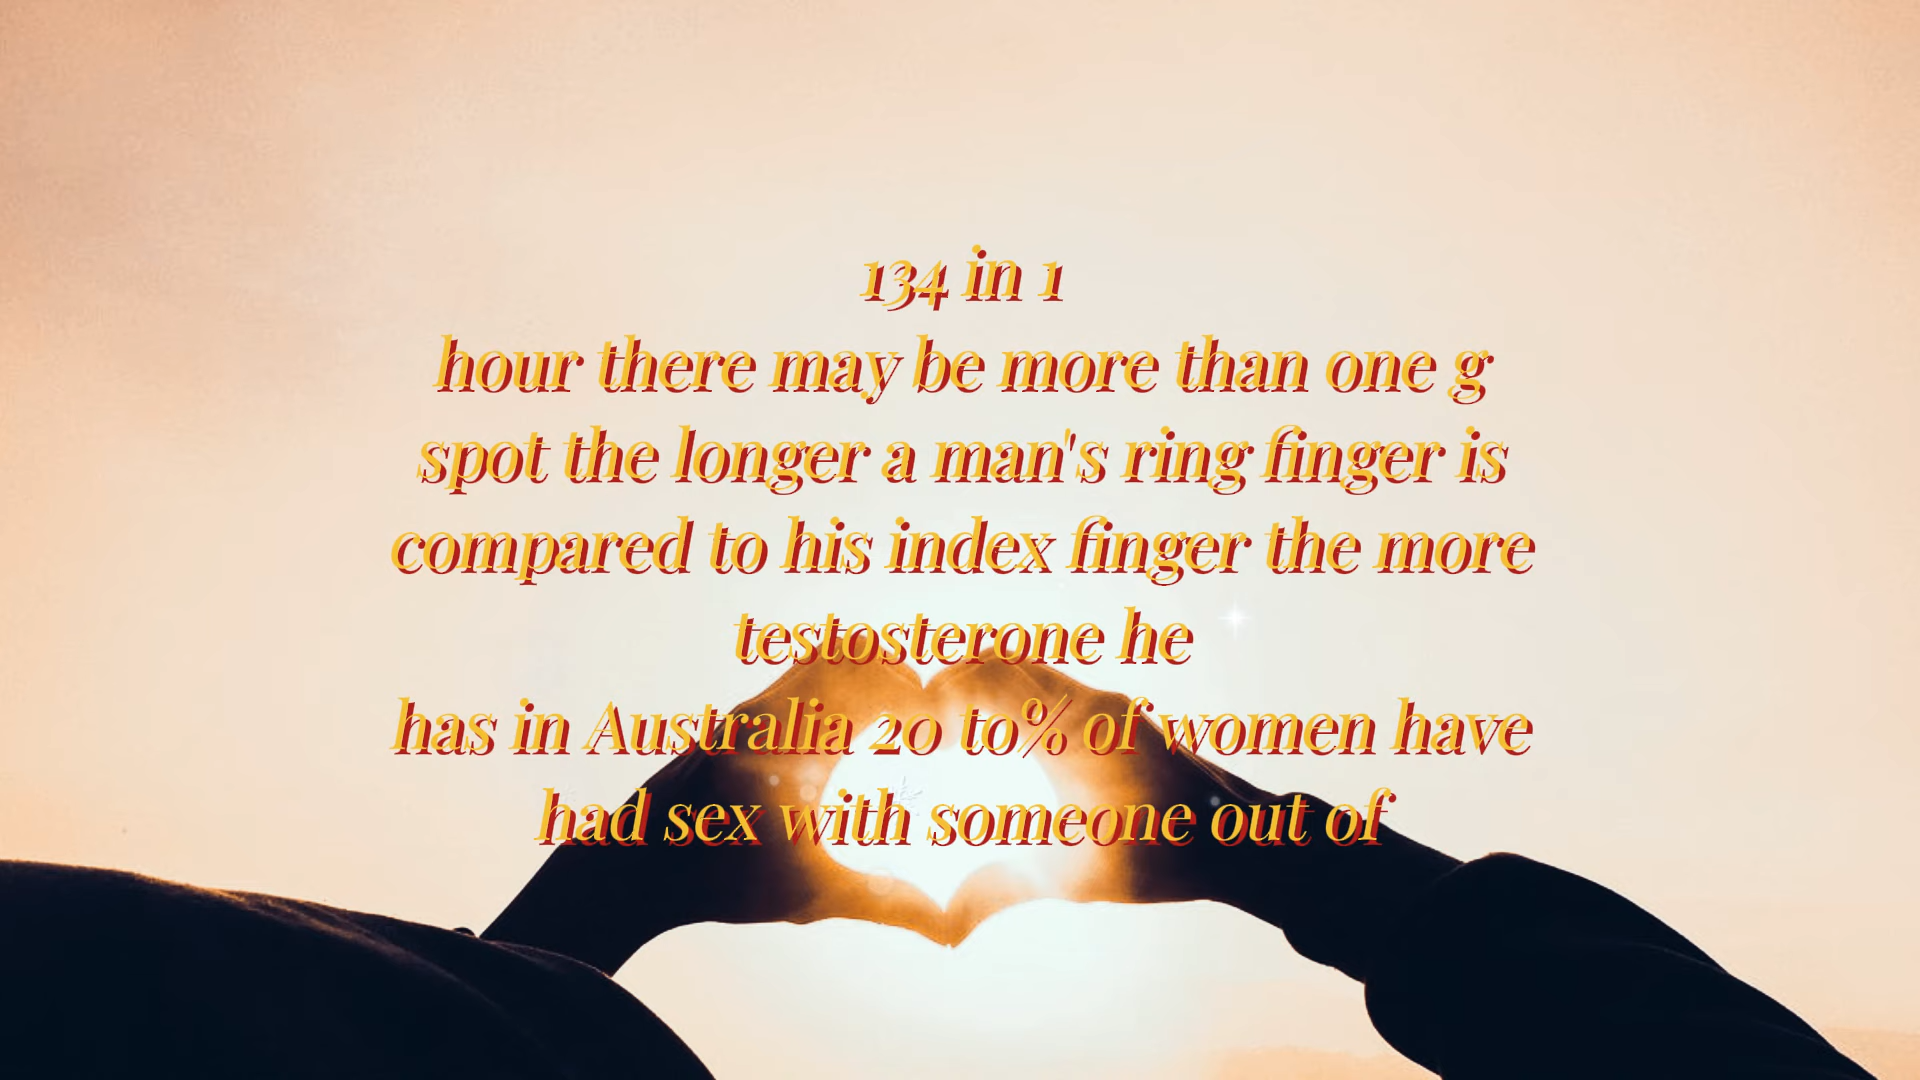 134 in 1
hour there may be more than one g
spot the longer a man's ring finger is
compared to his index finger the more
testosterone he
has in Australia 20 to% of women have
had sex with someone out of